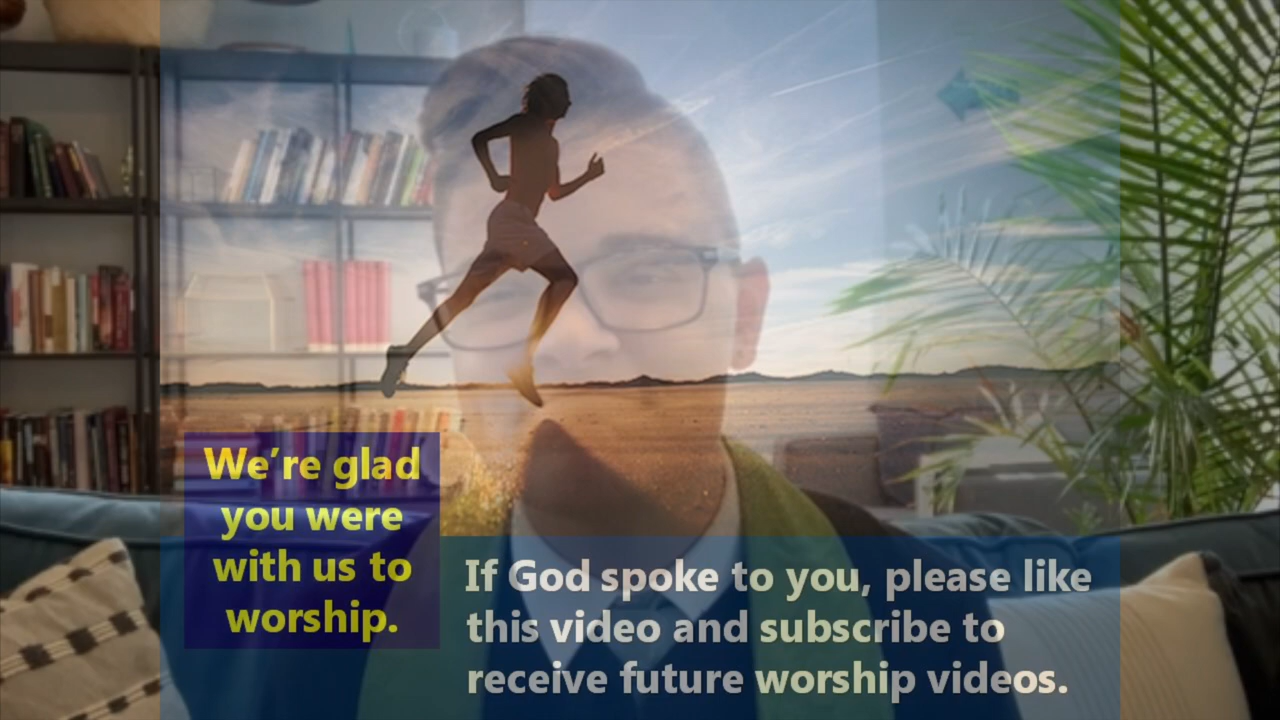 We’re glad
you were
with us to
worship.
If God spoke to you, please like
this video and subscribe to
receive future worship videos.